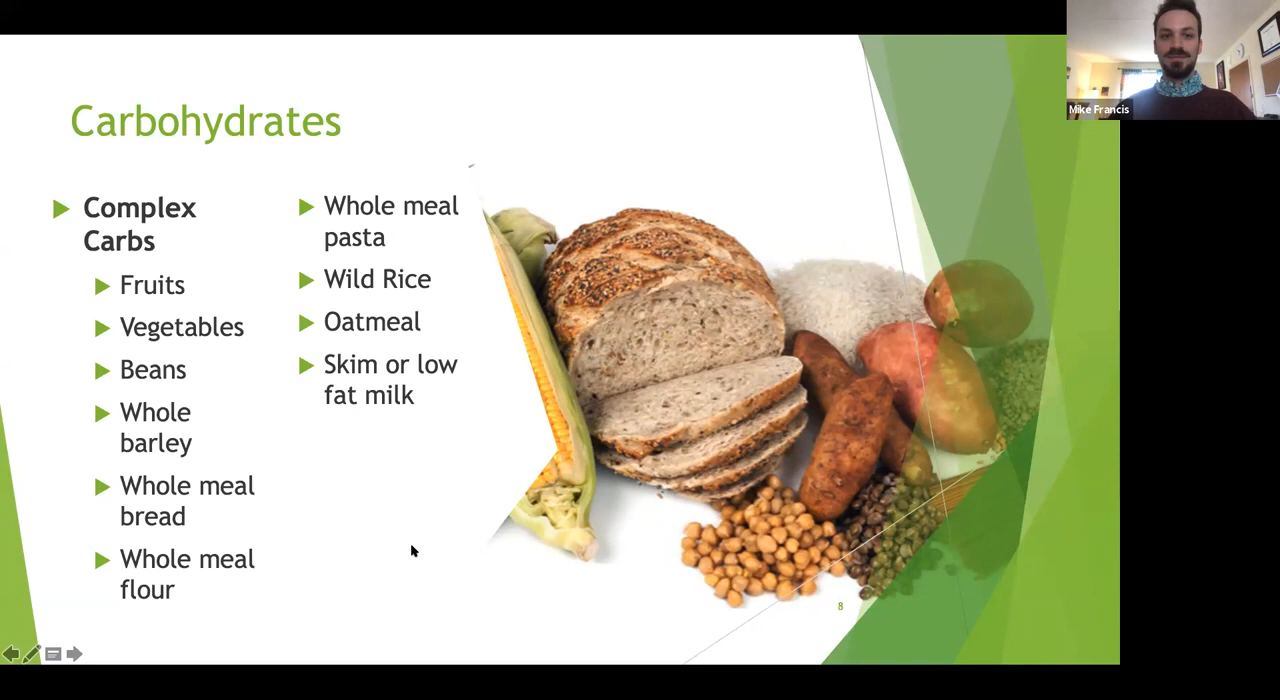 Carbohydrates
Complex
Carbs
Fruits
Vegetables
Beans
Whole
barley
Whole meal
bread
Whole meal
flour
Whole meal
pasta
Wild Rice
Oatmeal
Skim or low
fat milk
8
Mike Francis